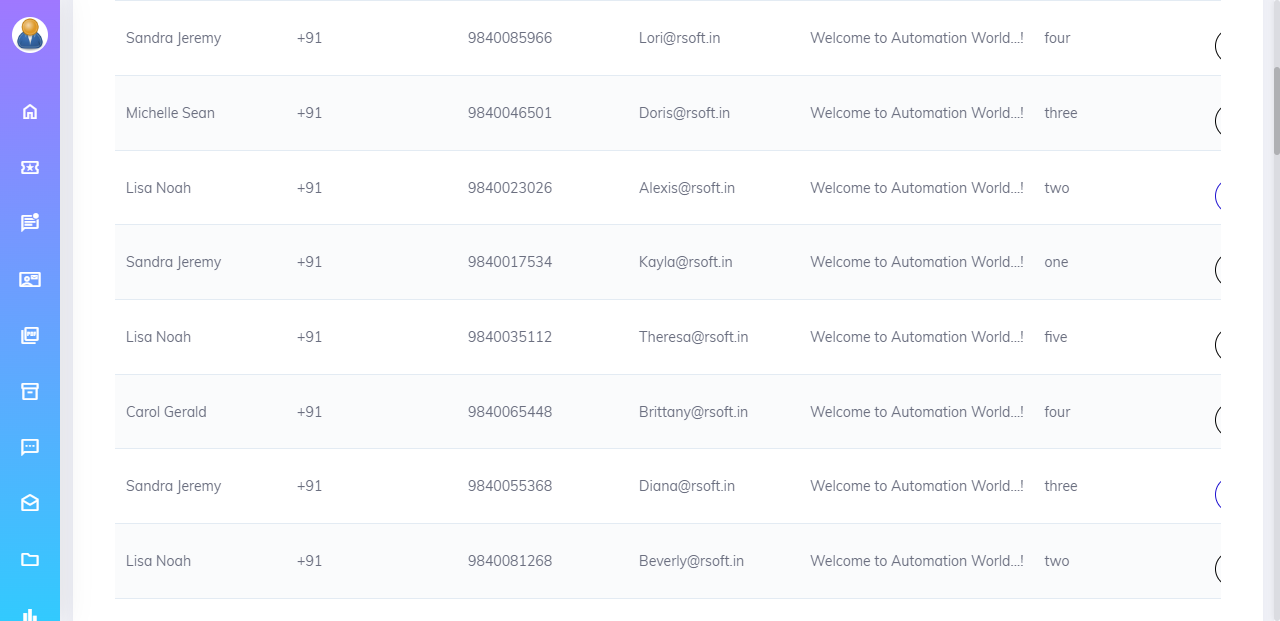 Sandra Jeremy +91 9840085966 Lori@rsoft.in Welcome to Automation World...! four
Michelle Sean +91 9840046501 Doris@rsoft.in Welcome to Automation World...! three
Lisa Noah +91 9840023026 Alexis@rsoft.in Welcome to Automation World...! two
Sandra Jeremy +91 9840017534 Kayla@rsoft.in Welcome to Automation World...! one
Lisa Noah +91 9840035112 Theresa@rsoft.in Welcome to Automation World...! five
Carol Gerald +91 9840065448 Brittany@rsoft.in Welcome to Automation World...! four
Sandra Jeremy +91 9840055368 Diana@rsoft.in Welcome to Automation World...! three
Lisa Noah +91 9840081268 Beverly@rsoft.in Welcome to Automation World...! two